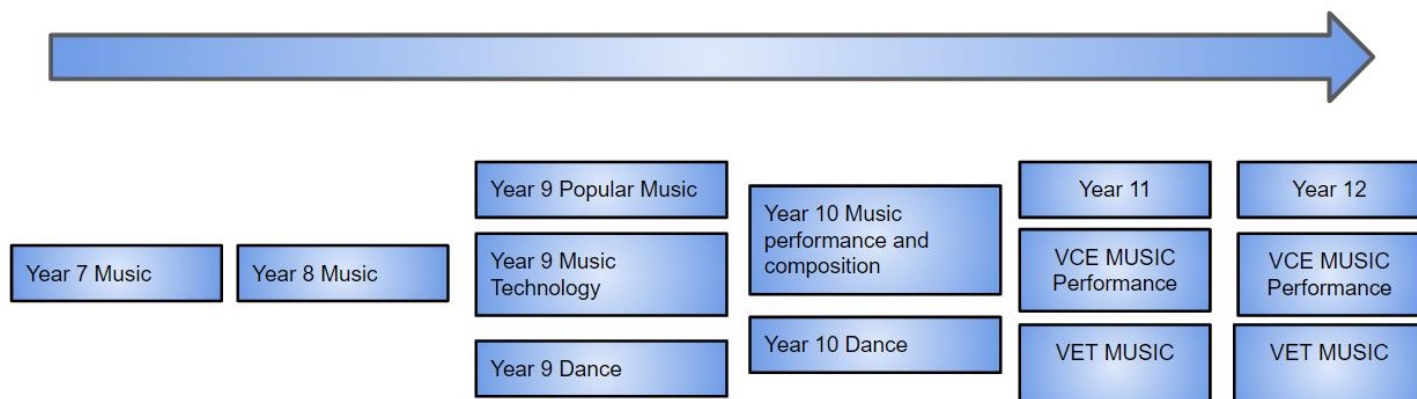 Year 7 Music
Year 8 Music
Year 9 Popular Music
Year 9 Music
Technology
Year 9 Dance
Year 10 Music
performance and
composition
Year 10 Dance
Year 11
VCE MUSIC
Performance
VET MUSIC
Year 12
VCE MUSIC
Performance
VET MUSIC